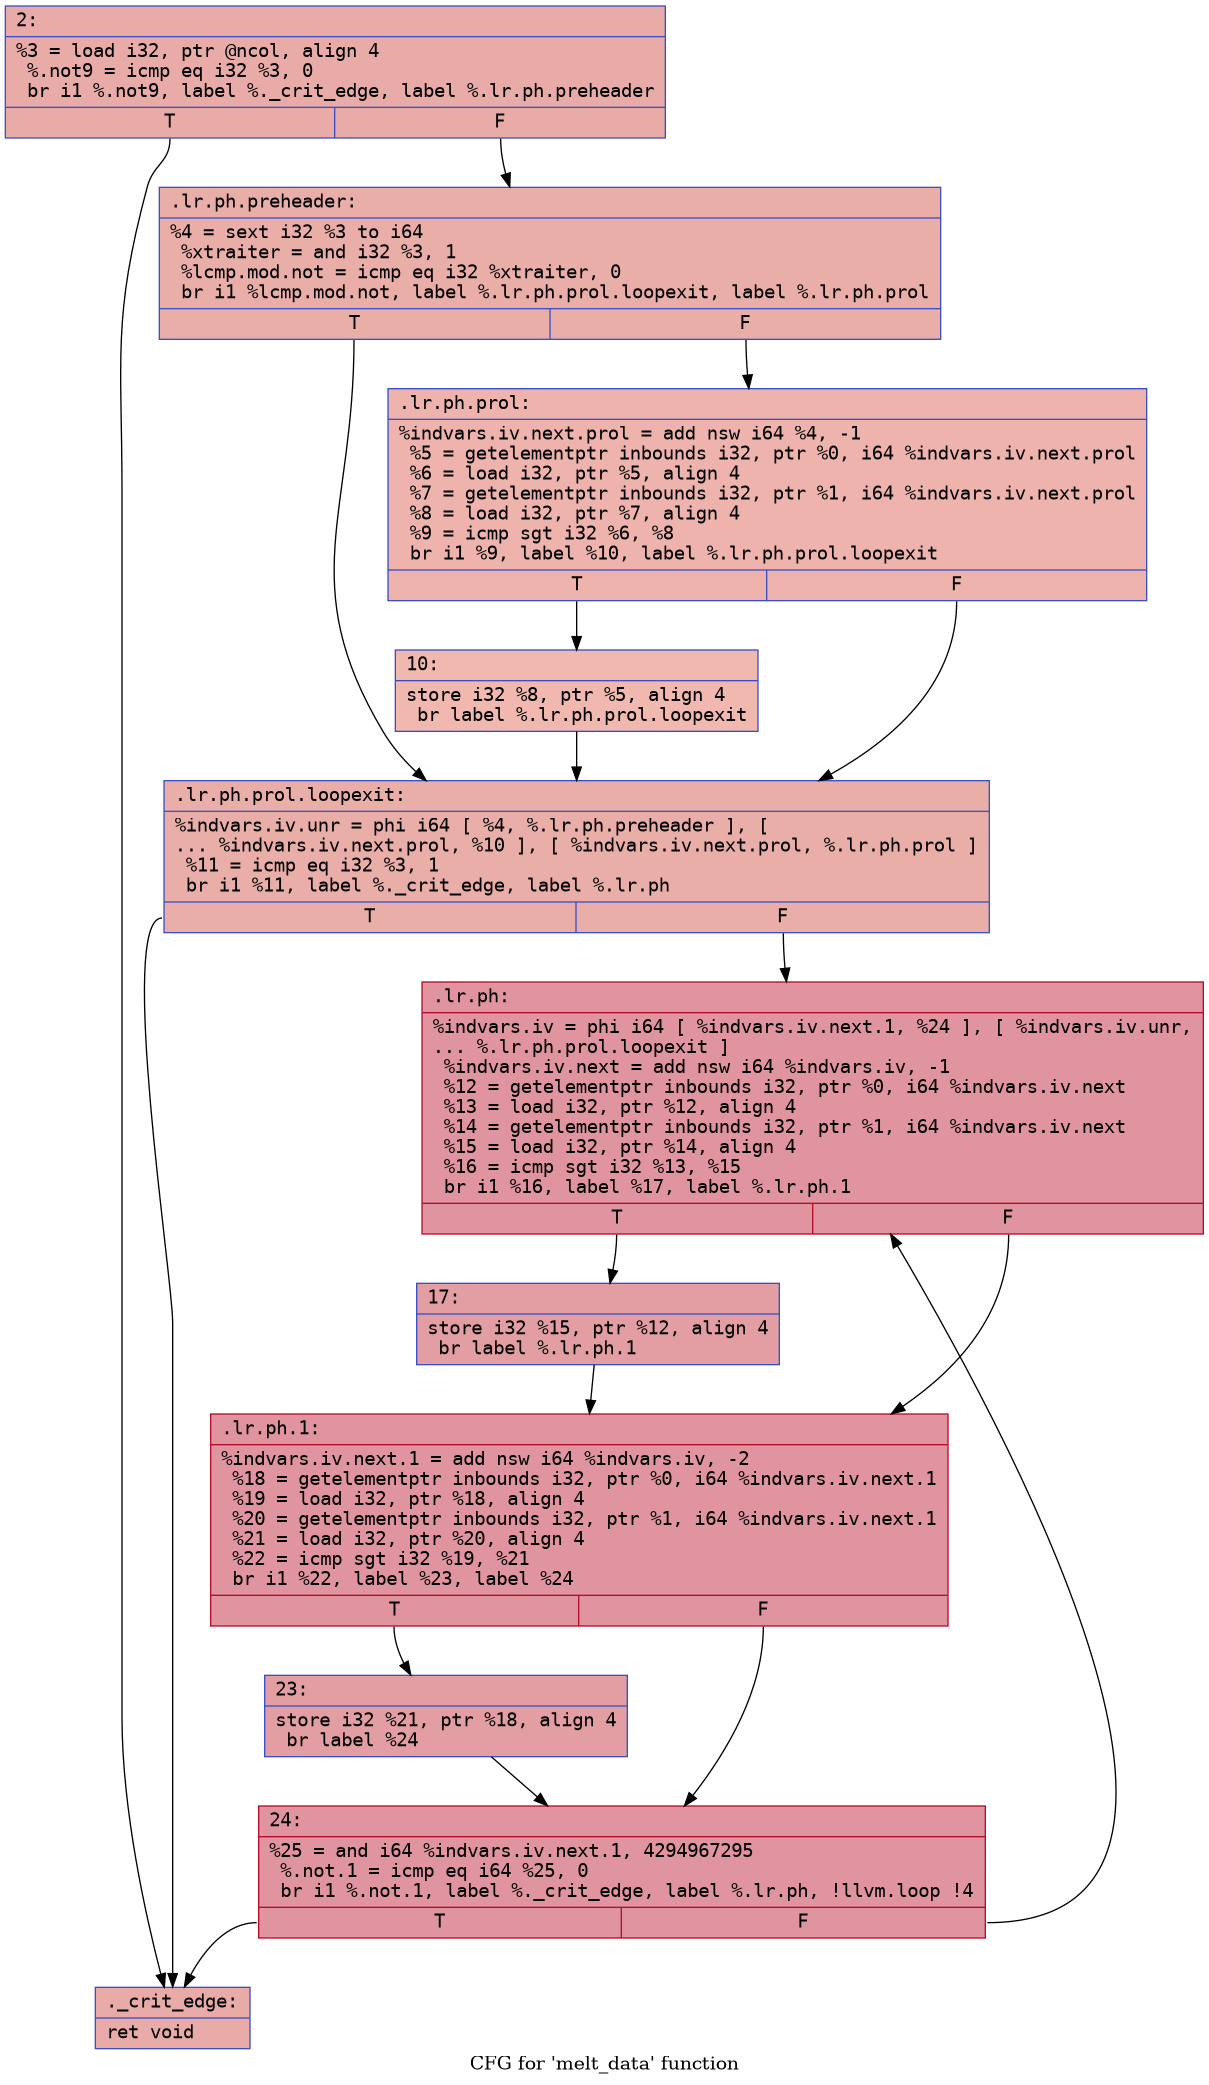 2:
%3 = load i32, ptr @ncol, align 4
%.not9 = icmp eq i32 %3, 0
br i1 %.not9, label %._crit_edge, label %.lr.ph.preheader
T F
.lr.ph.preheader:
%4 = sext i32 %3 to i64
%xtraiter = and i32 %3, 1
%lcmp.mod.not = icmp eq i32 %xtraiter, 0
br i1 %lcmp.mod.not, label %.lr.ph.prol.loopexit, label %.lr.ph.prol
T F
.lr.ph.prol:
%indvars.iv.next.prol = add nsw i64 %4, -1
%5 = getelementptr inbounds i32, ptr %0, i64 %indvars.iv.next.prol
%6 = load i32, ptr %5, align 4
%7 = getelementptr inbounds i32, ptr %1, i64 %indvars.iv.next.prol
%8 = load i32, ptr %7, align 4
%9 = icmp sgt i32 %6, %8
br i1 %9, label %10, label %.lr.ph.prol.loopexit
T F
10:
store i32 %8, ptr %5, align 4
br label %.lr.ph.prol.loopexit
.lr.ph.prol.loopexit:
%indvars.iv.unr = phi i64 [ %4, %.lr.ph.preheader ], [
... %indvars.iv.next.prol, %10 ], [ %indvars.iv.next.prol, %.lr.ph.prol ]
%11 = icmp eq i32 %3, 1
br i1 %11, label %._crit_edge, label %.lr.ph
T F
.lr.ph:
%indvars.iv = phi i64 [ %indvars.iv.next.1, %24 ], [ %indvars.iv.unr,
... %.lr.ph.prol.loopexit ]
%indvars.iv.next = add nsw i64 %indvars.iv, -1
%12 = getelementptr inbounds i32, ptr %0, i64 %indvars.iv.next
%13 = load i32, ptr %12, align 4
%14 = getelementptr inbounds i32, ptr %1, i64 %indvars.iv.next
%15 = load i32, ptr %14, align 4
%16 = icmp sgt i32 %13, %15
br i1 %16, label %17, label %.lr.ph.1
T F
17:
store i32 %15, ptr %12, align 4
br label %.lr.ph.1
.lr.ph.1:
%indvars.iv.next.1 = add nsw i64 %indvars.iv, -2
%18 = getelementptr inbounds i32, ptr %0, i64 %indvars.iv.next.1
%19 = load i32, ptr %18, align 4
%20 = getelementptr inbounds i32, ptr %1, i64 %indvars.iv.next.1
%21 = load i32, ptr %20, align 4
%22 = icmp sgt i32 %19, %21
br i1 %22, label %23, label %24
T F
23:
store i32 %21, ptr %18, align 4
br label %24
24:
%25 = and i64 %indvars.iv.next.1, 4294967295
%.not.1 = icmp eq i64 %25, 0
br i1 %.not.1, label %._crit_edge, label %.lr.ph, !llvm.loop !4
T F
._crit_edge:
ret void
CFG for 'melt_data' function